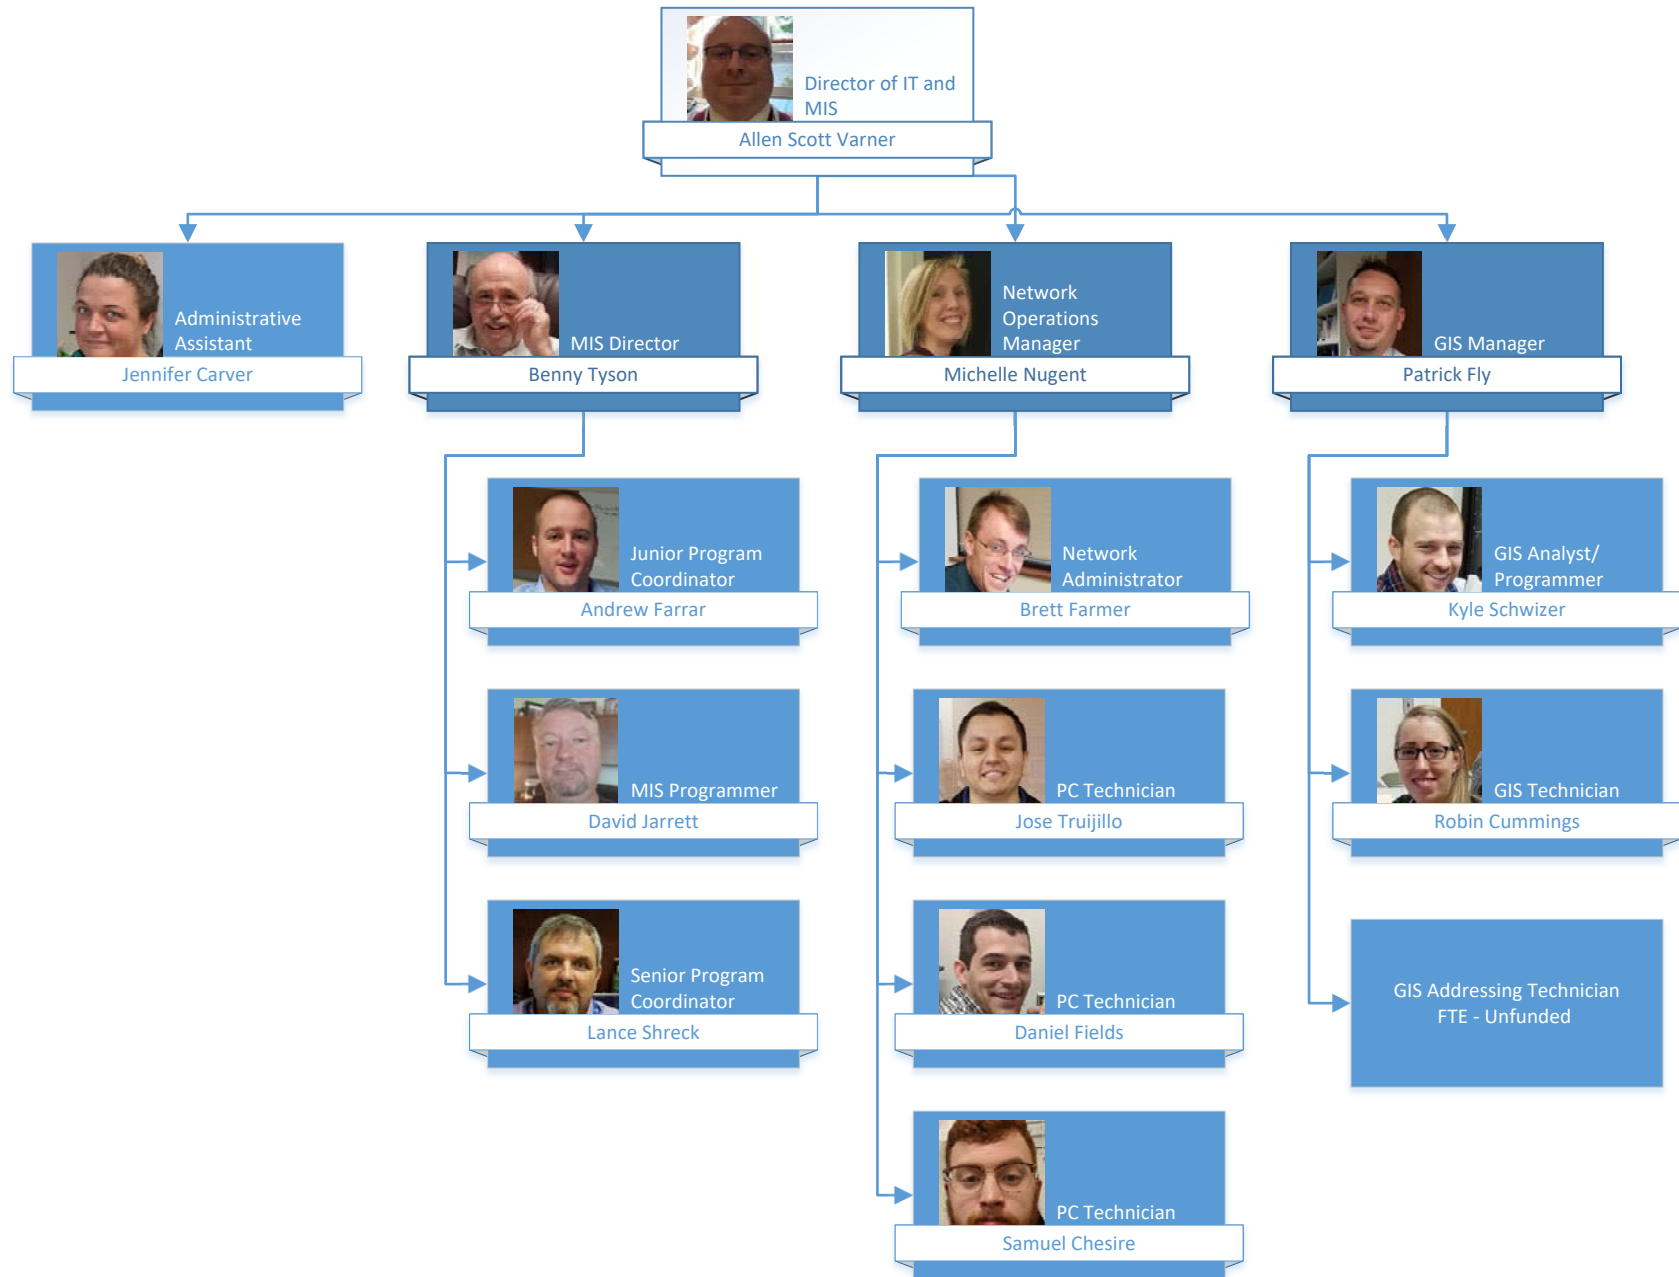 Director of IT and
MIS
Allen Scott Varner
Administrative
Assistant
Jennifer Carver
MIS Director
Benny Tyson
Network
Operations
Manager
Michelle Nugent
GIS Manager
Patrick Fly
Junior Program
Coordinator
Andrew Farrar
Network
Administrator
Brett Farmer
GIS Analyst/
Programmer
Kyle Schwizer
MIS Programmer
David Jarrett
PC Technician
Jose Truijillo
GIS Technician
Robin Cummings
Senior Program
Coordinator
Lance Shreck
PC Technician
Daniel Fields
GIS Addressing Technician
FTE - Unfunded
PC Technician
Samuel Chesire